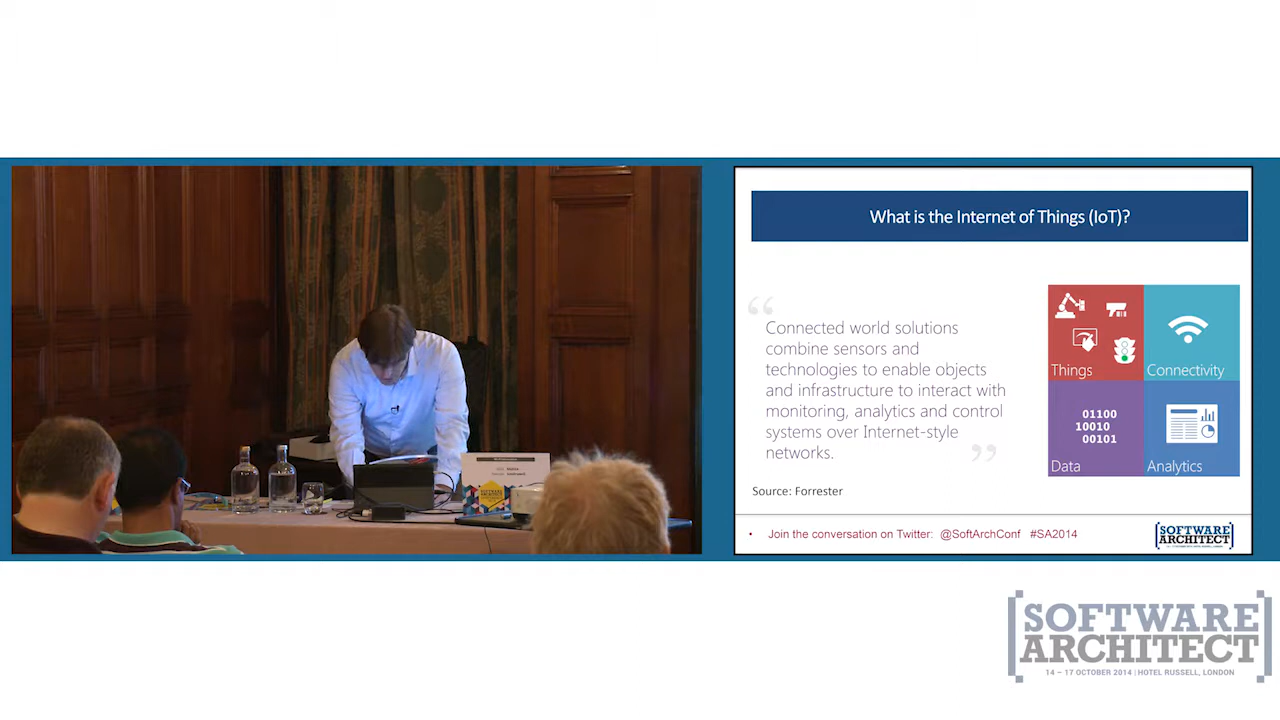 What is the Internet of Things (IoT)?
“
Connected world solutions
combine sensors and
technologies to enable objects
and infrastructure to interact with
monitoring, analytics and control
systems over Internet-style
networks.
”
Source: Forrester
Things
Connectivity
01100
10010
00101
Data
Analytics
• Join the conversation on Twitter: @SoftArchConf #SA2014
[SOFTWARE
ARCHITECT]
SOFTWARE
ARCHITECT
[SOFTWARE
ARCHITECT]
14 – 17 OCTOBER 2014 | HOTEL RUSSELL, LONDON